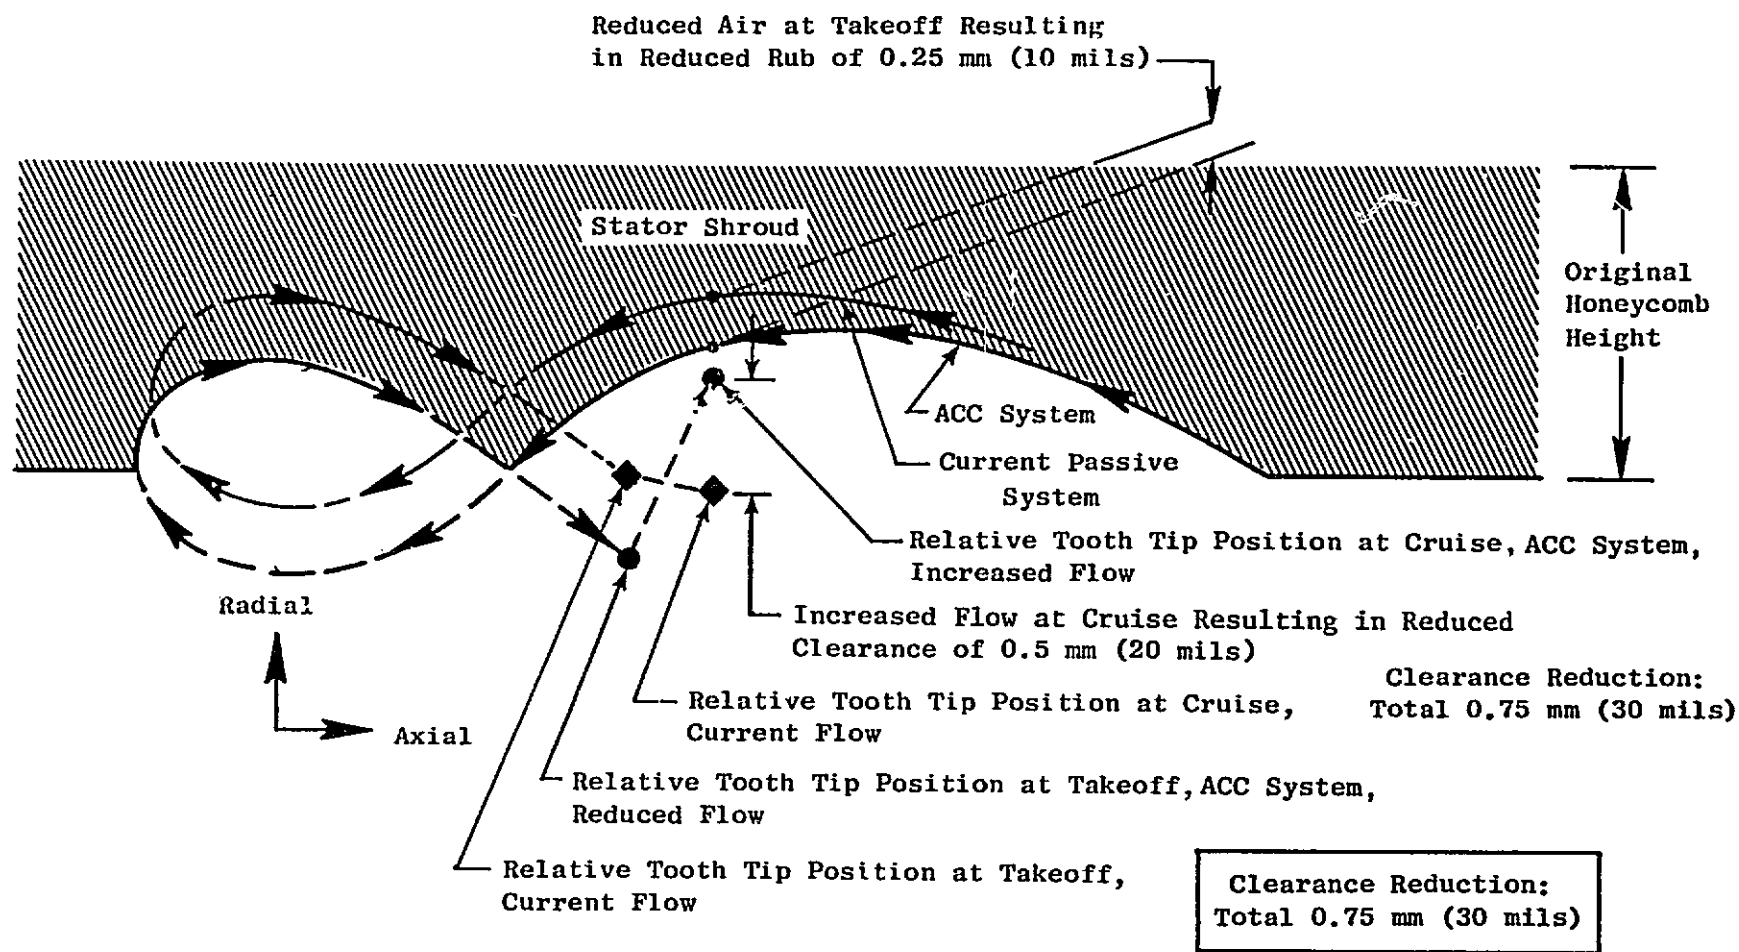 Reduced Air at Takeoff Resulting
in Reduced Rub of 0.25 mm (10 mils)
Stator Shroud
Original
Honeycomb
Height
ACC System
Current Passive
System
Relative Tooth Tip Position at Cruise, ACC System,
Increased Flow
Radial
Increased Flow at Cruise Resulting in Reduced
Clearance of 0.5 mm (20 mils)
Clearance Reduction:
Total 0.75 mm (30 mils)
Relative Tooth Tip Position at Cruise,
Current Flow
Axial
Relative Tooth Tip Position at Takeoff, ACC System,
Reduced Flow
Relative Tooth Tip Position at Takeoff,
Current Flow
Clearance Reduction:
Total 0.75 mm (30 mils)